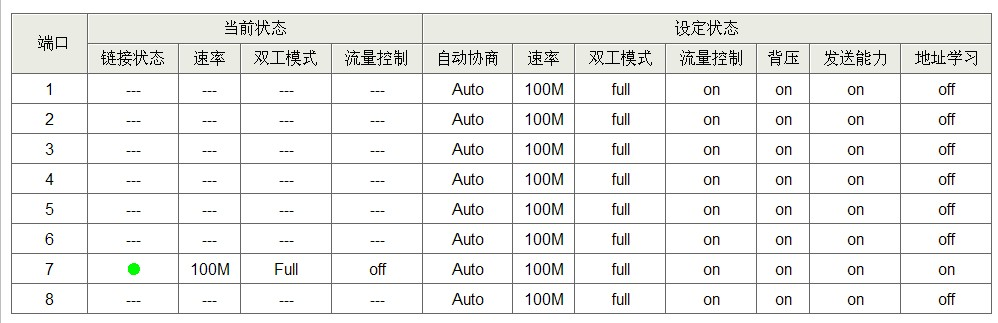 端口 当前状态 设定状态
链接状态 速率 双工模式 流量控制 自动协商 速率 双工模式 流量控制 背压 发送能力 地址学习
1 --- --- --- --- Auto 100M full on on on off
2 --- --- --- --- Auto 100M full on on on off
3 --- --- --- --- Auto 100M full on on on off
4 --- --- --- --- Auto 100M full on on on off
5 --- --- --- --- Auto 100M full on on on off
6 --- --- --- --- Auto 100M full on on on off
7 100M Full off Auto 100M full on on on on
8 --- --- --- --- Auto 100M full on on on off